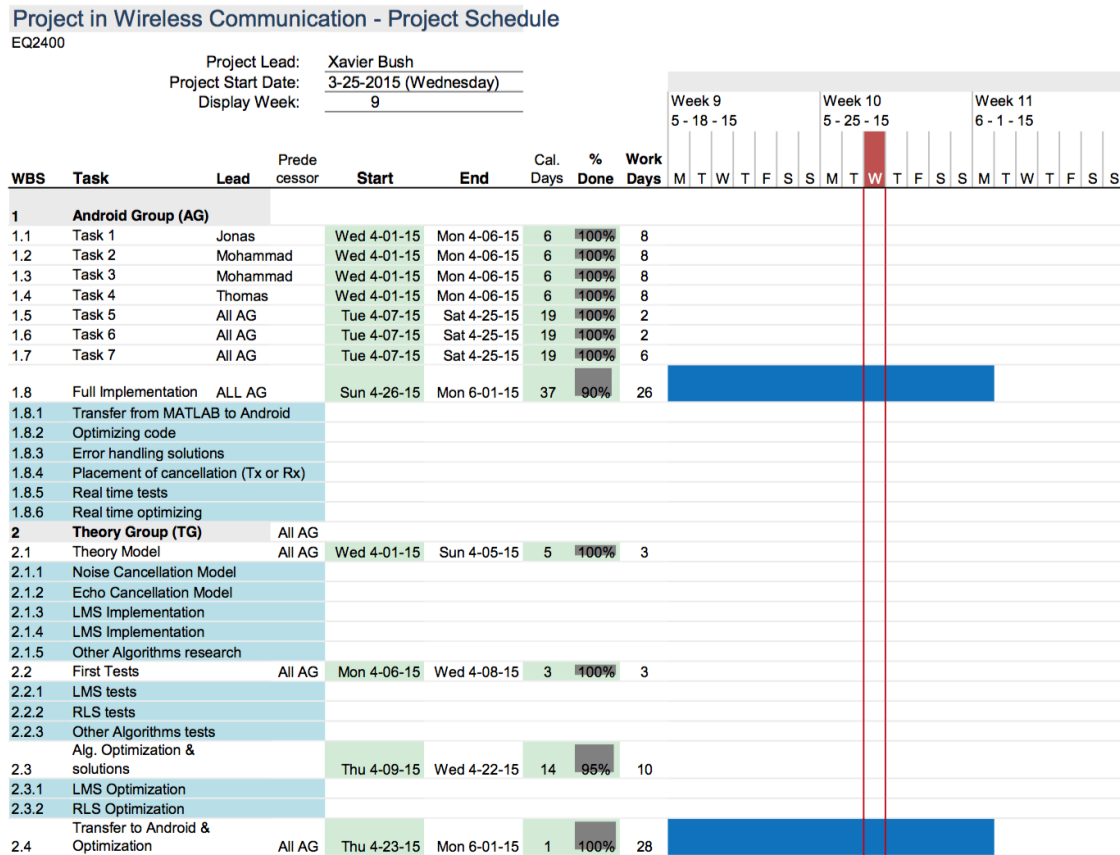 Project in Wireless Communication - Project Schedule
EQ2400
Project Lead: Xavier Bush
Project Start Date: 3-25-2015 (Wednesday)
Display Week: 9
Week 9 Week 10 Week 11
5 - 18 - 15 5 - 25 - 15 6 - 1 - 15
WBS Task Lead Prede cessor Start End Cal. Days % Done Work Days M T W T F S S M T W T F S S M T W T F S S
1 Android Group (AG)
1.1 Task 1 Jonas Wed 4-01-15 Mon 4-06-15 6 100% 8
1.2 Task 2 Mohammad Wed 4-01-15 Mon 4-06-15 6 100% 8
1.3 Task 3 Mohammad Wed 4-01-15 Mon 4-06-15 6 100% 8
1.4 Task 4 Thomas Wed 4-01-15 Mon 4-06-15 6 100% 8
1.5 Task 5 All AG Tue 4-07-15 Sat 4-25-15 19 100% 2
1.6 Task 6 All AG Tue 4-07-15 Sat 4-25-15 19 100% 2
1.7 Task 7 All AG Tue 4-07-15 Sat 4-25-15 19 100% 6
1.8 Full Implementation ALL AG Sun 4-26-15 Mon 6-01-15 37 90% 26
1.8.1 Transfer from MATLAB to Android
1.8.2 Optimizing code
1.8.3 Error handling solutions
1.8.4 Placement of cancellation (Tx or Rx)
1.8.5 Real time tests
1.8.6 Real time optimizing
2 Theory Group (TG) All AG
2.1 Theory Model All AG Wed 4-01-15 Sun 4-05-15 5 100% 3
2.1.1 Noise Cancellation Model
2.1.2 Echo Cancellation Model
2.1.3 LMS Implementation
2.1.4 LMS Implementation
2.1.5 Other Algorithms research
2.2 First Tests All AG Mon 4-06-15 Wed 4-08-15 3 100% 3
2.2.1 LMS tests
2.2.2 RLS tests
2.2.3 Other Algorithms tests
Alg. Optimization &
2.3 solutions Thu 4-09-15 Wed 4-22-15 14 95% 10
2.3.1 LMS Optimization
2.3.2 RLS Optimization
Transfer to Android &
2.4 Optimization All AG Thu 4-23-15 Mon 6-01-15 1 100% 28